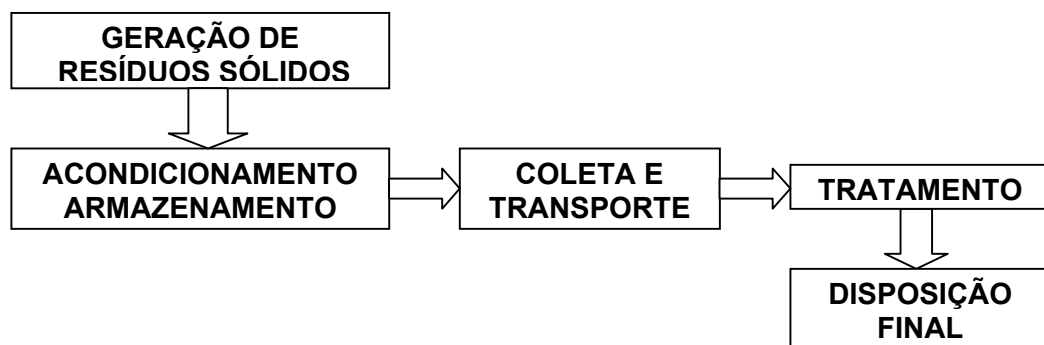 GERAÇÃO DE
RESÍDUOS SÓLIDOS
ACONDICIONAMENTO
ARMAZENAMENTO
COLETA E
TRANSPORTE
TRATAMENTO
DISPOSIÇÃO
FINAL